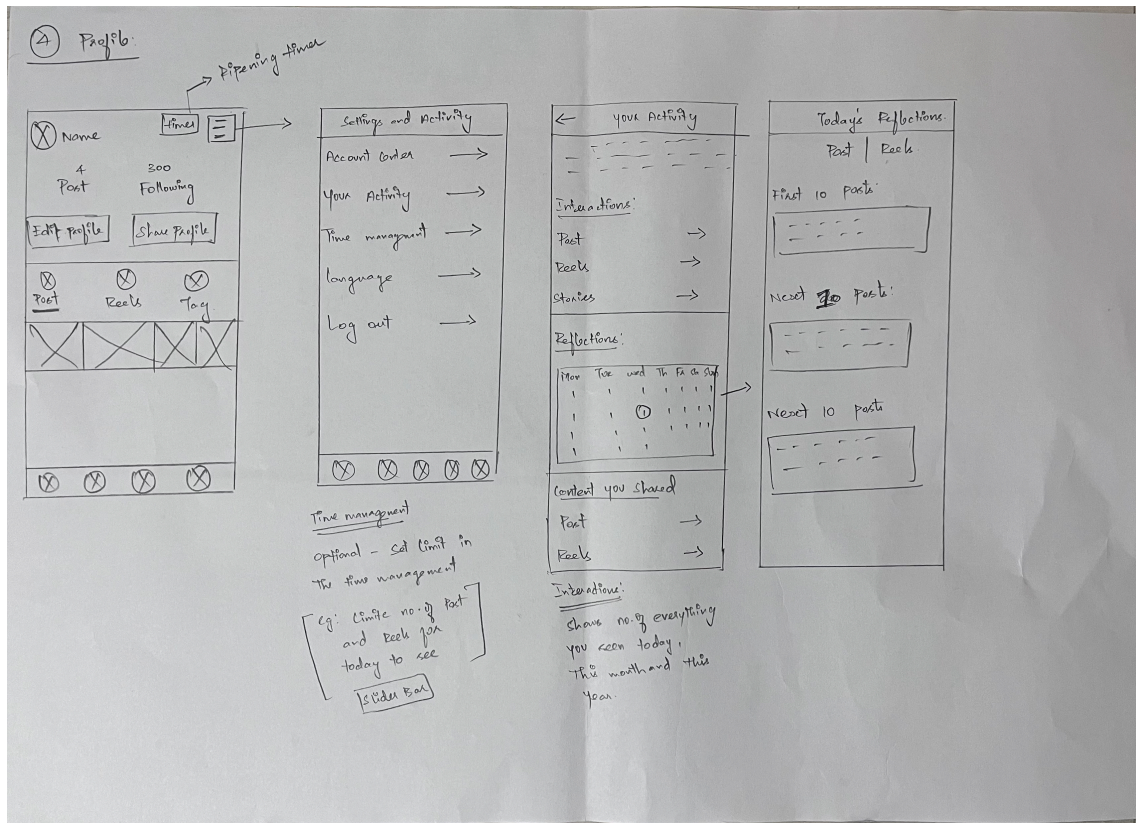 4 Profile.
Ripening timer
Name
timer
4
Post
300
Following
Edit profile
Share Profile
Post
Reels
Tag
Settings and Activity
Account
Your Activity
Time managment
language
Log out
Time managment
optional - Set limit in
The time management
eg: limite no. of Post
and Reels for
today to see
Slider Bar
← Your Activity
Interactions:
Post
Reels
Stories
Reflections:
Mon Tue wed Th Fri Sun
Content you shared
Post
Reels
Interactions:
Shows no. of everything
you seen today,
This month and this
Year.
Today's Reflections.
Post | Reels
First 10 posts:
Next 10 posts:
Next 10 posts